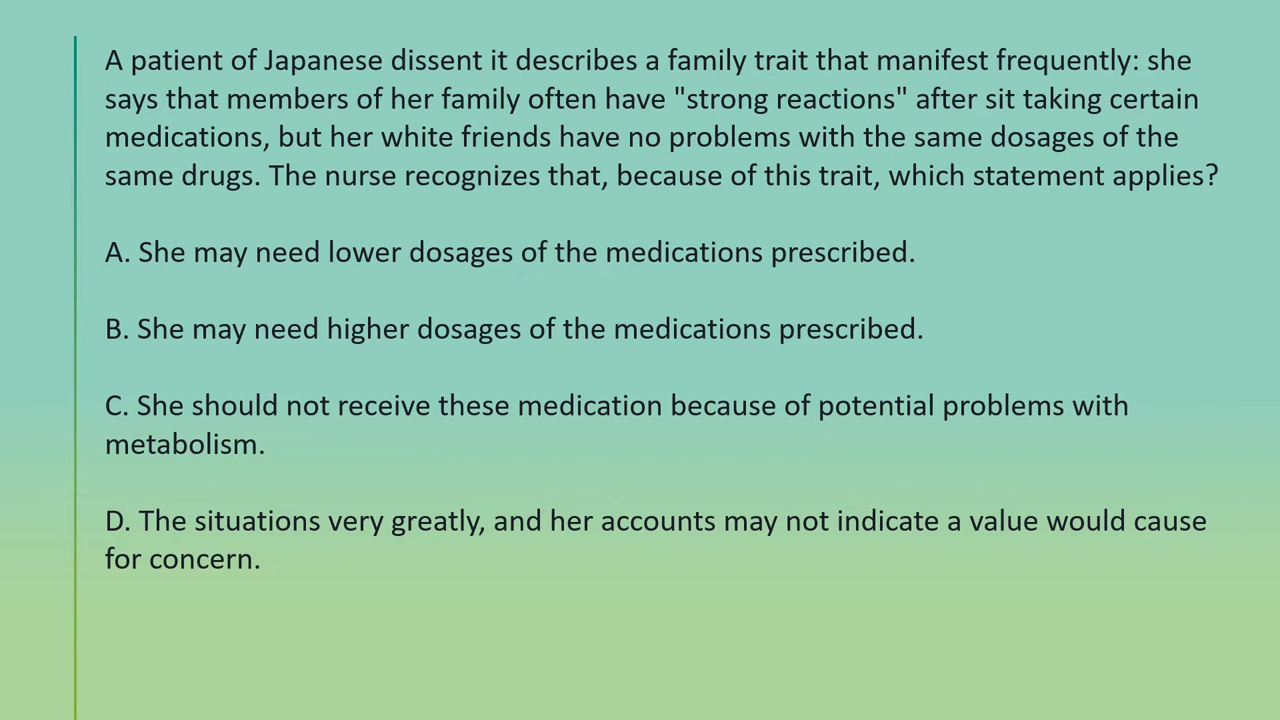 A patient of Japanese dissent it describes a family trait that manifest frequently: she
says that members of her family often have "strong reactions" after sit taking certain
medications, but her white friends have no problems with the same dosages of the
same drugs. The nurse recognizes that, because of this trait, which statement applies?
A. She may need lower dosages of the medications prescribed.
B. She may need higher dosages of the medications prescribed.
C. She should not receive these medication because of potential problems with
metabolism.
D. The situations very greatly, and her accounts may not indicate a value would cause
for concern.